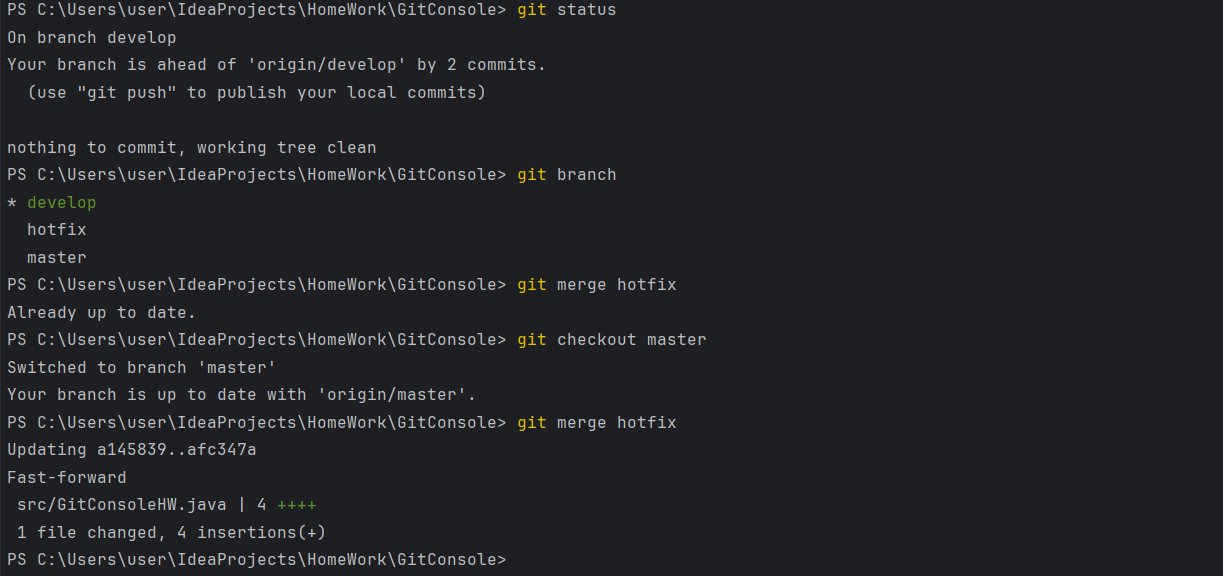 PS C:\Users\user\IdeaProjects\HomeWork\GitConsole> git status
On branch develop
Your branch is ahead of 'origin/develop' by 2 commits.
  (use "git push" to publish your local commits)

nothing to commit, working tree clean
PS C:\Users\user\IdeaProjects\HomeWork\GitConsole> git branch
* develop
  hotfix
  master
PS C:\Users\user\IdeaProjects\HomeWork\GitConsole> git merge hotfix
Already up to date.
PS C:\Users\user\IdeaProjects\HomeWork\GitConsole> git checkout master
Switched to branch 'master'
Your branch is up to date with 'origin/master'.
PS C:\Users\user\IdeaProjects\HomeWork\GitConsole> git merge hotfix
Updating a145839..afc347a
Fast-forward
 src/GitConsoleHW.java | 4 ++++
 1 file changed, 4 insertions(+)
PS C:\Users\user\IdeaProjects\HomeWork\GitConsole>